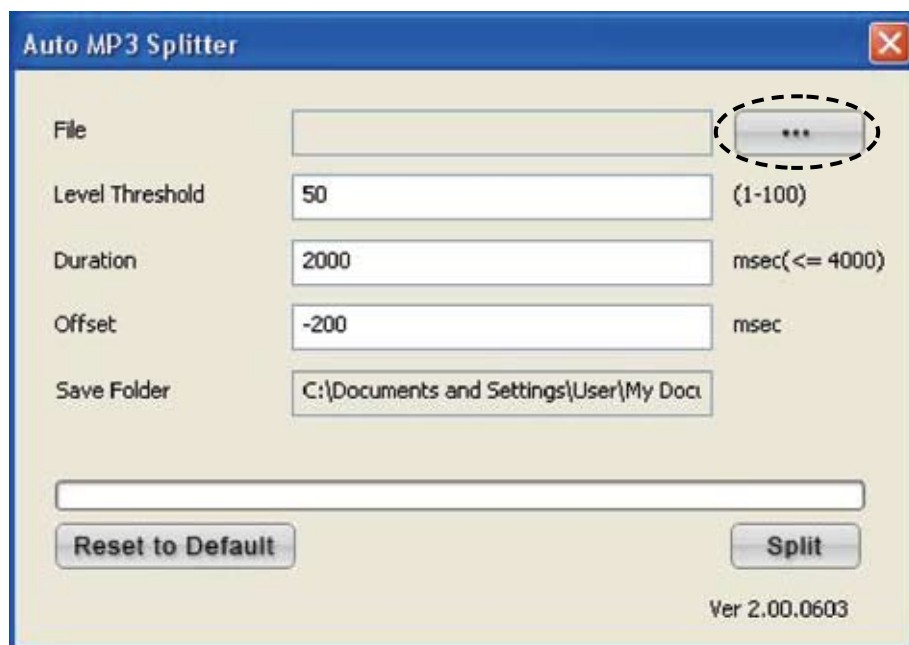 Auto MP3 Splitter
File ...
Level Threshold 50 (1-100)
Duration 2000 msec(<= 4000)
Offset -200 msec
Save Folder C:\Documents and Settings\User\My Docu
Reset to Default Split
Ver 2.00.0603